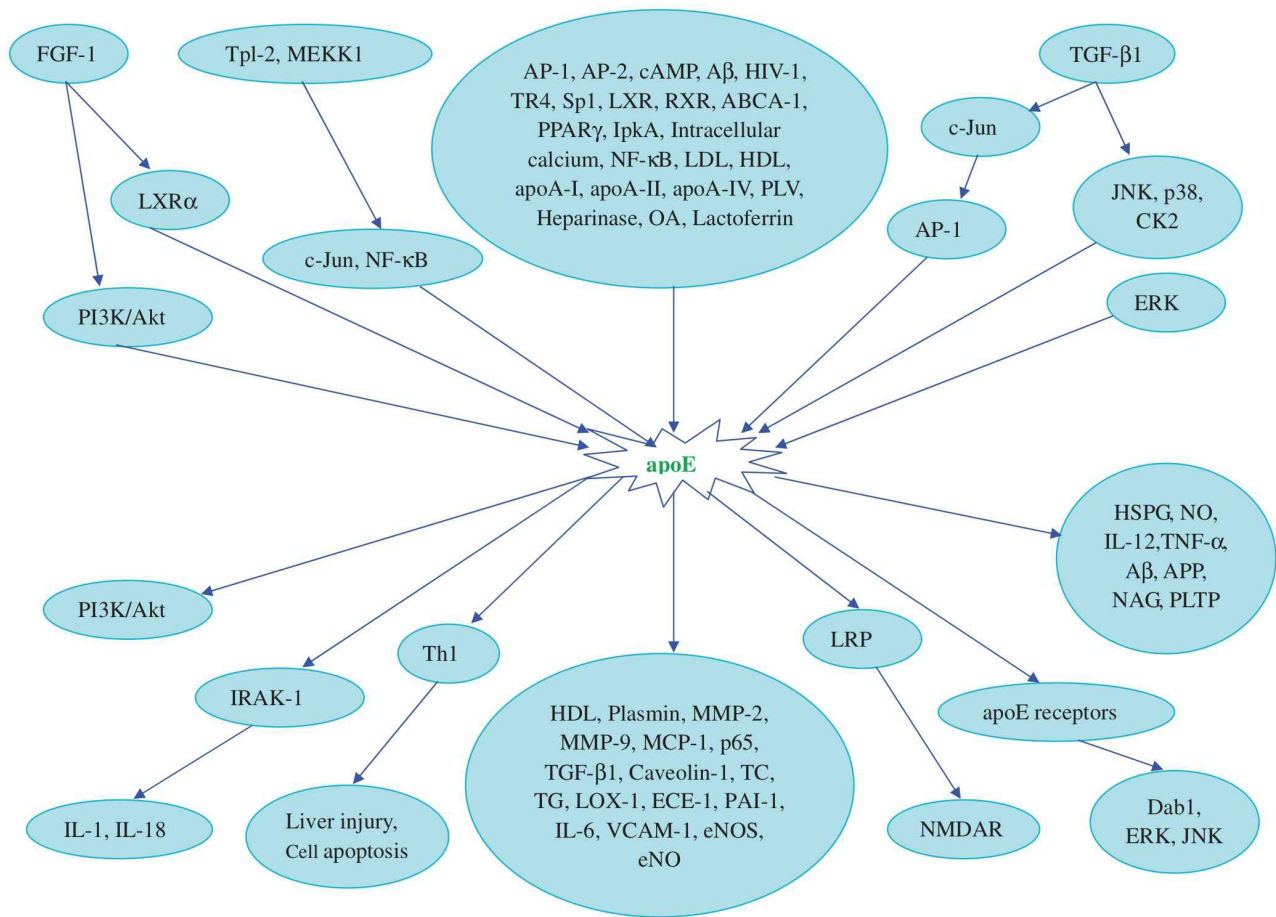 FGF-1
Tpl-2, MEKK1
AP-1, AP-2, cAMP, Aβ, HIV-1,
TR4, Sp1, LXR, RXR, ABCA-1,
PPARγ, IpkA, Intracellular
calcium, NF-κB, LDL, HDL,
apoA-I, apoA-II, apoA-IV, PLV,
Heparinase, OA, Lactoferrin
TGF-β1
c-Jun
LXRα
JNK, p38,
CK2
AP-1
c-Jun, NF-κB
PI3K/Akt
ERK
apoE
HSPG, NO,
IL-12,TNF-α,
Aβ, APP,
NAG, PLTP
PI3K/Akt
Th1
LRP
IRAK-1
apoE receptors
HDL, Plasmin, MMP-2,
MMP-9, MCP-1, p65,
TGF-β1, Caveolin-1, TC,
TG, LOX-1, ECE-1, PAI-1,
IL-6, VCAM-1, eNOS,
eNO
IL-1, IL-18
Liver injury,
Cell apoptosis
NMDAR
Dab1,
ERK, JNK